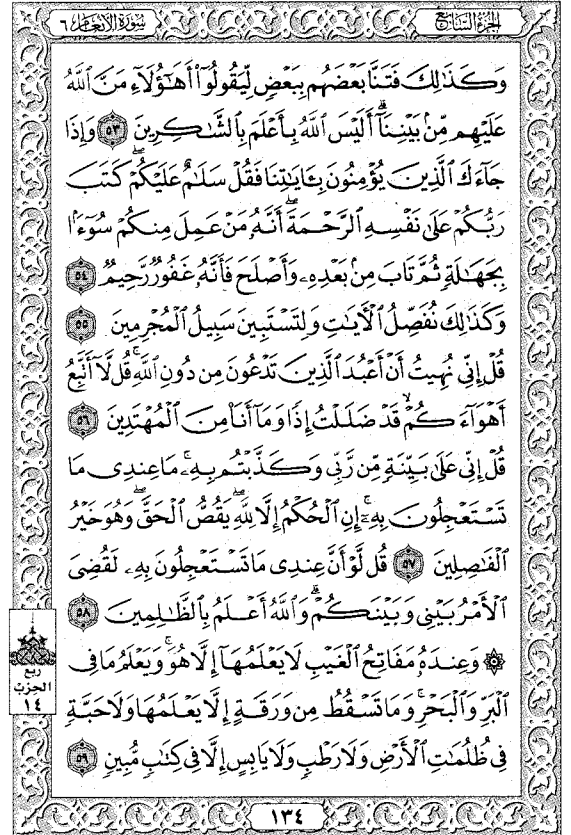 سورة الأنعام ٦
الجزء السابع
وَكَذَٰلِكَ فَتَنَّا بَعْضَهُم بِبَعْضٍ لِّيَقُولُوٓا۟ أَهَـٰٓؤُلَآءِ مَنَّ ٱللَّهُ
عَلَيْهِم مِّنۢ بَيْنِنَآ ۗ أَلَيْسَ ٱللَّهُ بِأَعْلَمَ بِٱلشَّـٰكِرِينَ ٥٣ وَإِذَا
جَآءَكَ ٱلَّذِينَ يُؤْمِنُونَ بِـَٔايَـٰتِنَا فَقُلْ سَلَـٰمٌ عَلَيْكُمْ ۖ كَتَبَ
رَبُّكُمْ عَلَىٰ نَفْسِهِ ٱلرَّحْمَةَ ۖ أَنَّهُۥ مَنْ عَمِلَ مِنكُمْ سُوٓءًۢا
بِجَهَـٰلَةٍ ثُمَّ تَابَ مِنۢ بَعْدِهِۦ وَأَصْلَحَ فَأَنَّهُۥ غَفُورٌ رَّحِيمٌ ٥٤
وَكَذَٰلِكَ نُفَصِّلُ ٱلْـَٔايَـٰتِ وَلِتَسْتَبِينَ سَبِيلُ ٱلْمُجْرِمِينَ ٥٥
قُلْ إِنِّى نُهِيتُ أَنْ أَعْبُدَ ٱلَّذِينَ تَدْعُونَ مِن دُونِ ٱللَّهِ ۚ قُل لَّآ أَتَّبِعُ
أَهْوَآءَكُمْ ۙ قَدْ ضَلَلْتُ إِذًا وَمَآ أَنَا۠ مِنَ ٱلْمُهْتَدِينَ ٥٦
قُلْ إِنِّى عَلَىٰ بَيِّنَةٍ مِّن رَّبِّى وَكَذَّبْتُم بِهِۦ ۚ مَا عِندِى مَا
تَسْتَعْجِلُونَ بِهِۦٓ ۚ إِنِ ٱلْحُكْمُ إِلَّا لِلَّهِ ۖ يَقُصُّ ٱلْحَقَّ ۖ وَهُوَ خَيْرُ
ٱلْفَـٰصِلِينَ ٥٧ قُل لَّوْ أَنَّ عِندِى مَا تَسْتَعْجِلُونَ بِهِۦ لَقُضِىَ
ٱلْأَمْرُ بَيْنِى وَبَيْنَكُمْ ۗ وَٱللَّهُ أَعْلَمُ بِٱلظَّـٰلِمِينَ ٥٨
۞ وَعِندَهُۥ مَفَاتِحُ ٱلْغَيْبِ لَا يَعْلَمُهَآ إِلَّا هُوَ ۚ وَيَعْلَمُ مَا فِى
ٱلْبَرِّ وَٱلْبَحْرِ ۚ وَمَا تَسْقُطُ مِن وَرَقَةٍ إِلَّا يَعْلَمُهَا وَلَا حَبَّةٍ
فِى ظُلُمَـٰتِ ٱلْأَرْضِ وَلَا رَطْبٍ وَلَا يَابِسٍ إِلَّا فِى كِتَـٰبٍ مُّبِينٍ ٥٩
ربع
الحزب
١٤
١٣٤